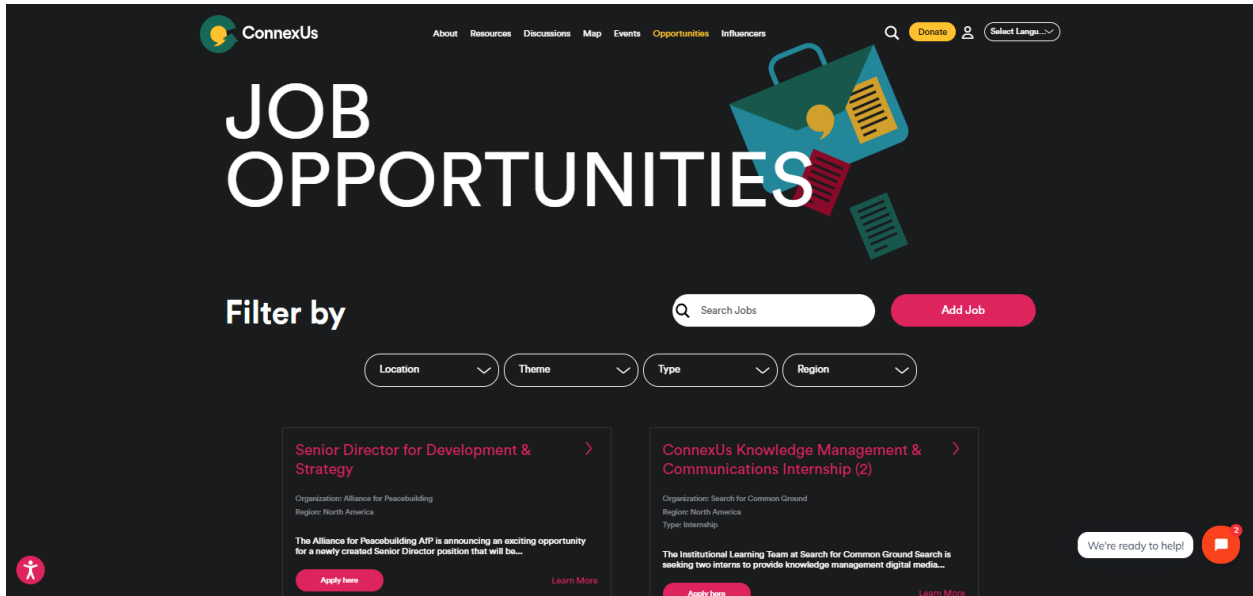 ConnexUs
About Resources Discussions Map Events Opportunities Influencers
Donate
Select Langu...
JOB
OPPORTUNITIES
Filter by
Search Jobs
Add Job
Location
Theme
Type
Region
Senior Director for Development &
Strategy
Organization: Alliance for Peacebuilding
Region: North America
The Alliance for Peacebuilding AfP is announcing an exciting opportunity
for a newly created Senior Director position that will be...
Apply here
Learn More
ConnexUs Knowledge Management &
Communications Internship (2)
Organization: Search for Common Ground
Region: North America
Type: Internship
The Institutional Learning Team at Search for Common Ground Search is
seeking two interns to provide knowledge management digital media...
Apply here
Learn More
We're ready to help!
2